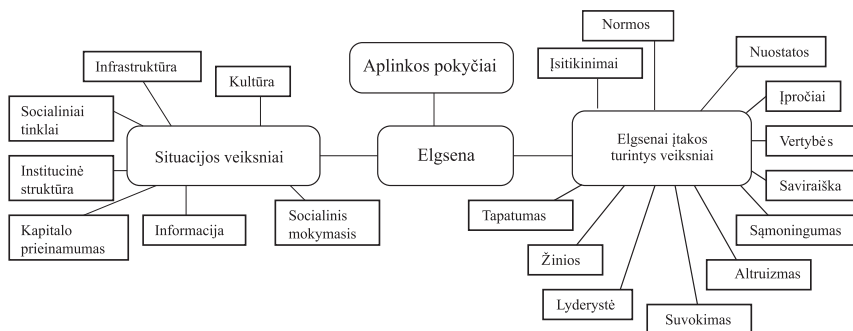 Normos
Nuostatos
Infrastruktūra
Kultūra
Aplinkos pokyčiai
Įsitikinimai
Įpročiai
Socialiniai
tinklai
Situacijos veiksniai
Elgsena
Elgsenai įtakos
turintys veiksniai
Vertybės
Institucinė
struktūra
Saviraiška
Kapitalo
prieinamumas
Informacija
Socialinis
mokymasis
Tapatumas
Sąmoningumas
Žinios
Altruizmas
Lyderystė
Suvokimas